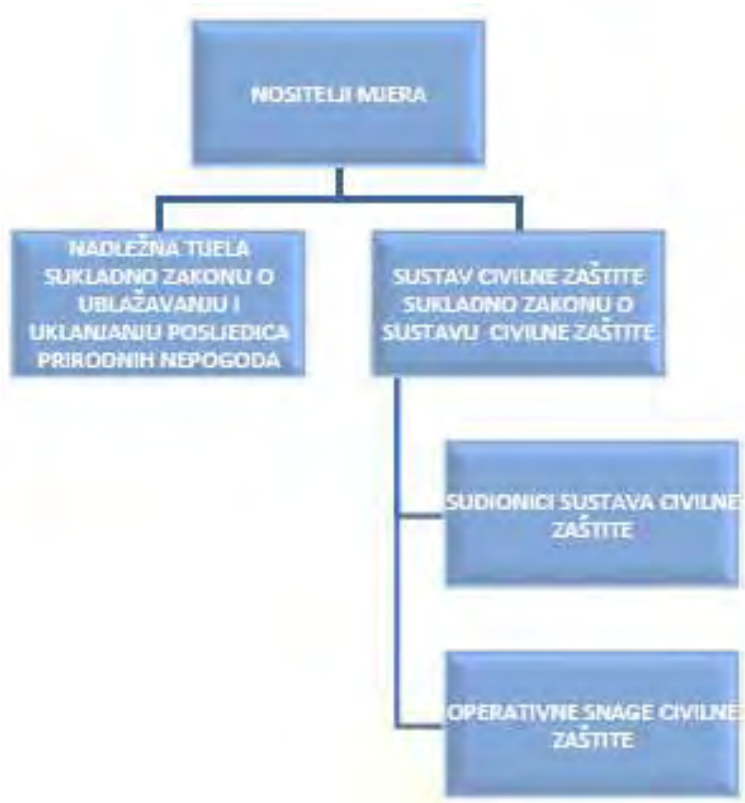 NOSITELJI MJERA
NADLEŽNA TIJELA
SUKLADNO ZAKONU O
UBLAŽAVANJU I
UKLANJANJU POSLJEDICA
PRIRODNIH NEPOGODA
SUSTAV CIVILNE ZAŠTITE
SUKLADNO ZAKONU O
SUSTAVU CIVILNE ZAŠTITE
SUDIONICI SUSTAVA CIVILNE
ZAŠTITE
OPERATIVNE SNAGE CIVILNE
ZAŠTITE